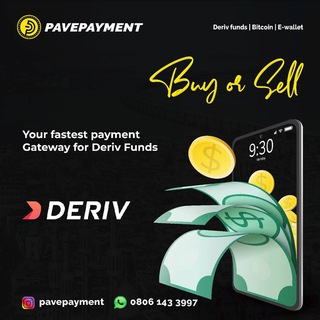 PAVEPAYMENT
Deriv funds | Bitcoin | E-wallet
Buy or Sell
Your fastest payment
Gateway for Deriv Funds
9:30
DERIV
pavepayment
0806 143 3997